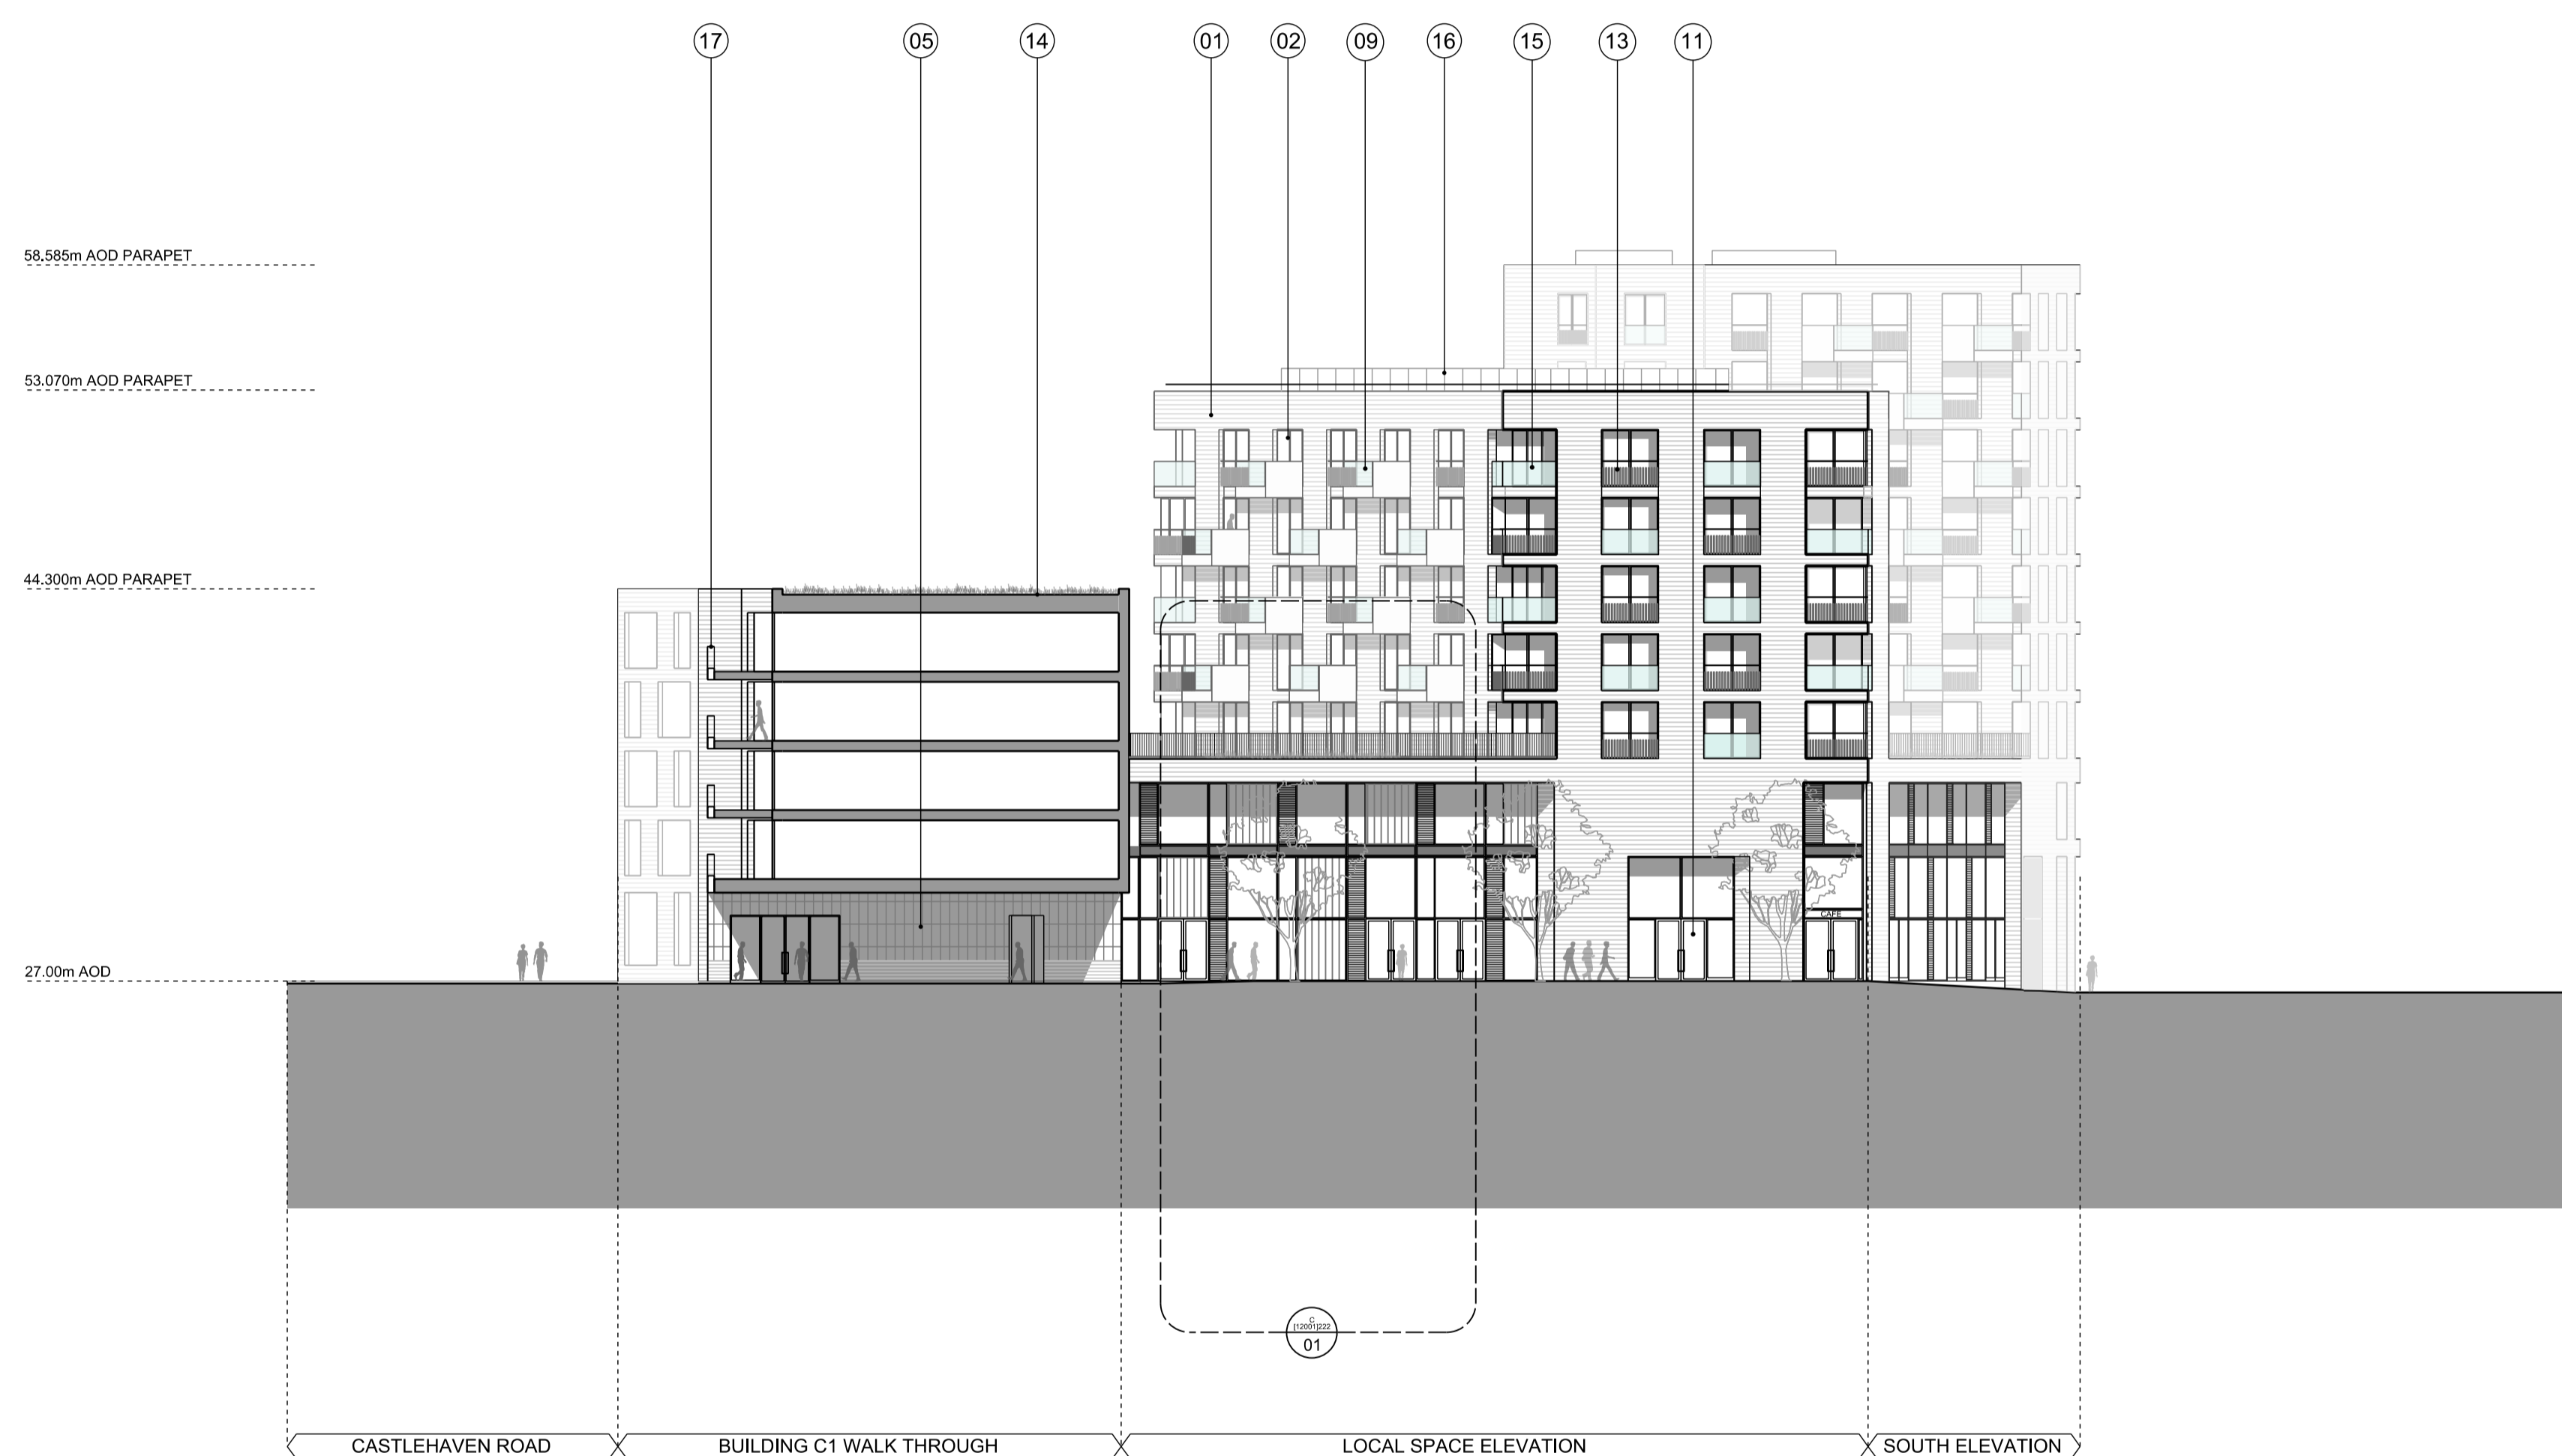 17 05 14 01 02 09 16 15 13 11
58.585m AOD PARAPET
53.070m AOD PARAPET
44.300m AOD PARAPET
CAFE
27.00m AOD
C
[12001]222
01
CASTLEHAVEN ROAD BUILDING C1 WALK THROUGH LOCAL SPACE ELEVATION SOUTH ELEVATION